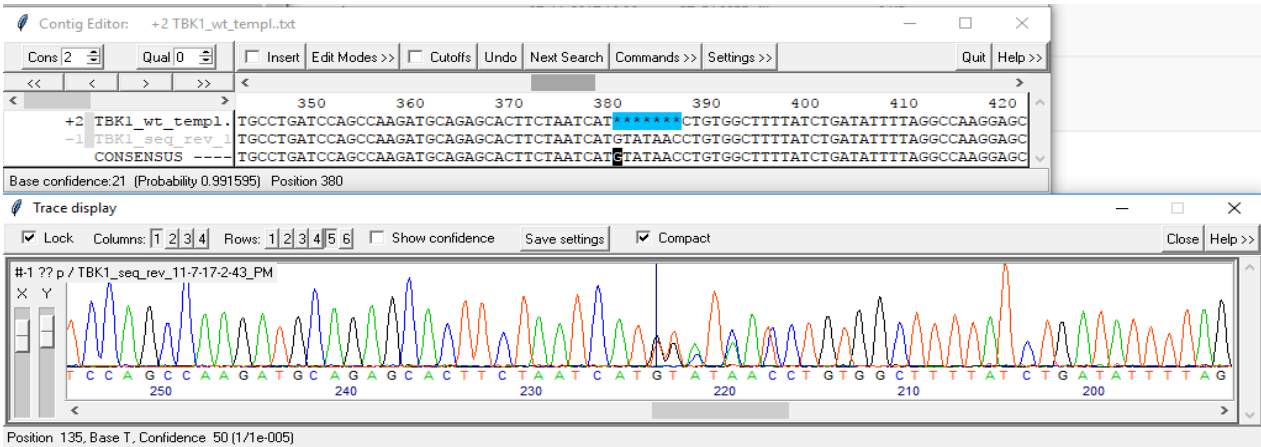 Contig Editor: +2 TBK1_wt_templ..txt
Cons 2 Qual 0 Insert Edit Modes >> Cutoffs Undo Next Search Commands >> Settings >> Quit Help >>
<< < > >> < >
< > 350 360 370 380 390 400 410 420
+2 TBK1_wt_templ. TGCCTGATCCAGCCAAGATGCAGAGCACTTCTAATCAT*******CTGTGGCTTTTATCTGATATTTTAGGCCAAGGAGC
-1 TBK1_seq_rev_1 TGCCTGATCCAGCCAAGATGCAGAGCACTTCTAATCATGTATAACCTGTGGCTTTTATCTGATATTTTAGGCCAAGGAGC
CONSENSUS ---- TGCCTGATCCAGCCAAGATGCAGAGCACTTCTAATCATGTATAACCTGTGGCTTTTATCTGATATTTTAGGCCAAGGAGC
Base confidence:21 (Probability 0.991595) Position 380
Trace display
Lock Columns: 1 2 3 4 Rows: 1 2 3 4 5 6 Show confidence Save settings Compact Close Help >>
#-1 ?? p / TBK1_seq_rev_11-7-17-2-43_PM
X Y
T C C A G C C A A G A T G C A G A G C A C T T C T A A T C A T G T A T A A C C T G T G G C T T T T A T C T G A T A T T T T A G
250 240 230 220 210 200
Position 135, Base T, Confidence 50 (1/1e-005)